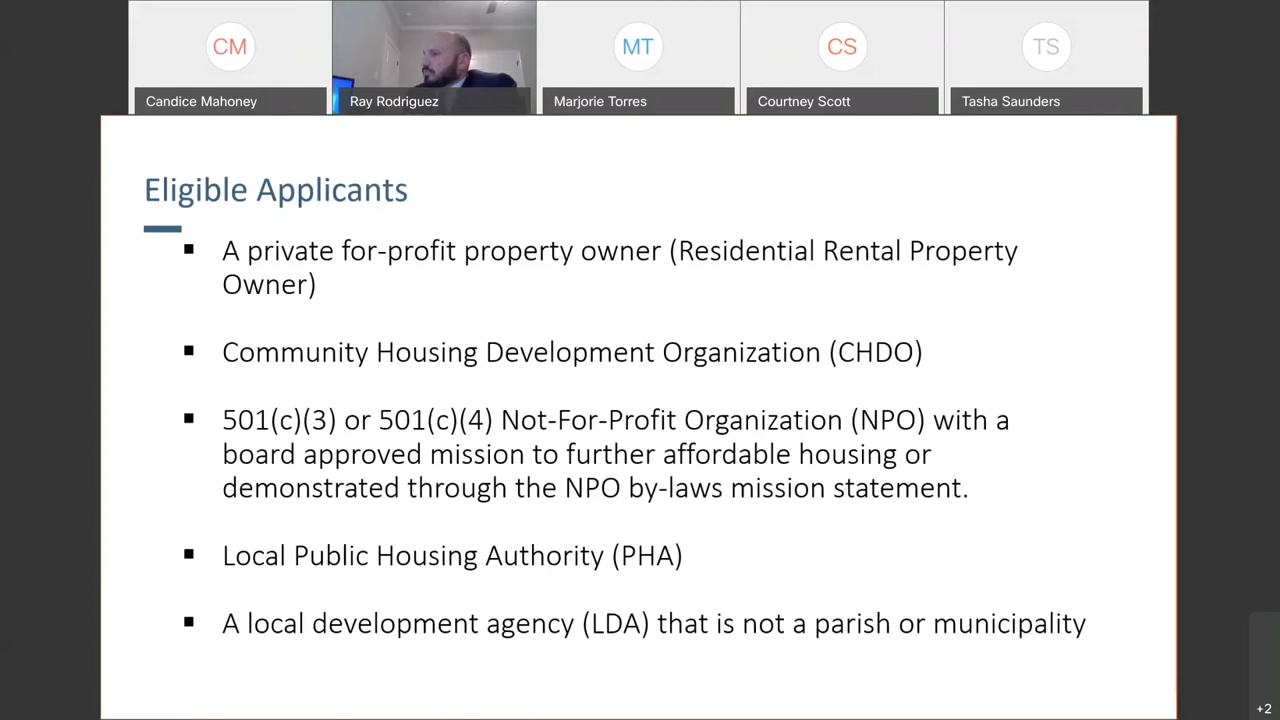 CM
MT
CS
TS
Candice Mahoney
Ray Rodriguez
Marjorie Torres
Courtney Scott
Tasha Saunders
Eligible Applicants
▪ A private for-profit property owner (Residential Rental Property
Owner)
▪ Community Housing Development Organization (CHDO)
▪ 501(c)(3) or 501(c)(4) Not-For-Profit Organization (NPO) with a
board approved mission to further affordable housing or
demonstrated through the NPO by-laws mission statement.
▪ Local Public Housing Authority (PHA)
▪ A local development agency (LDA) that is not a parish or municipality
+2